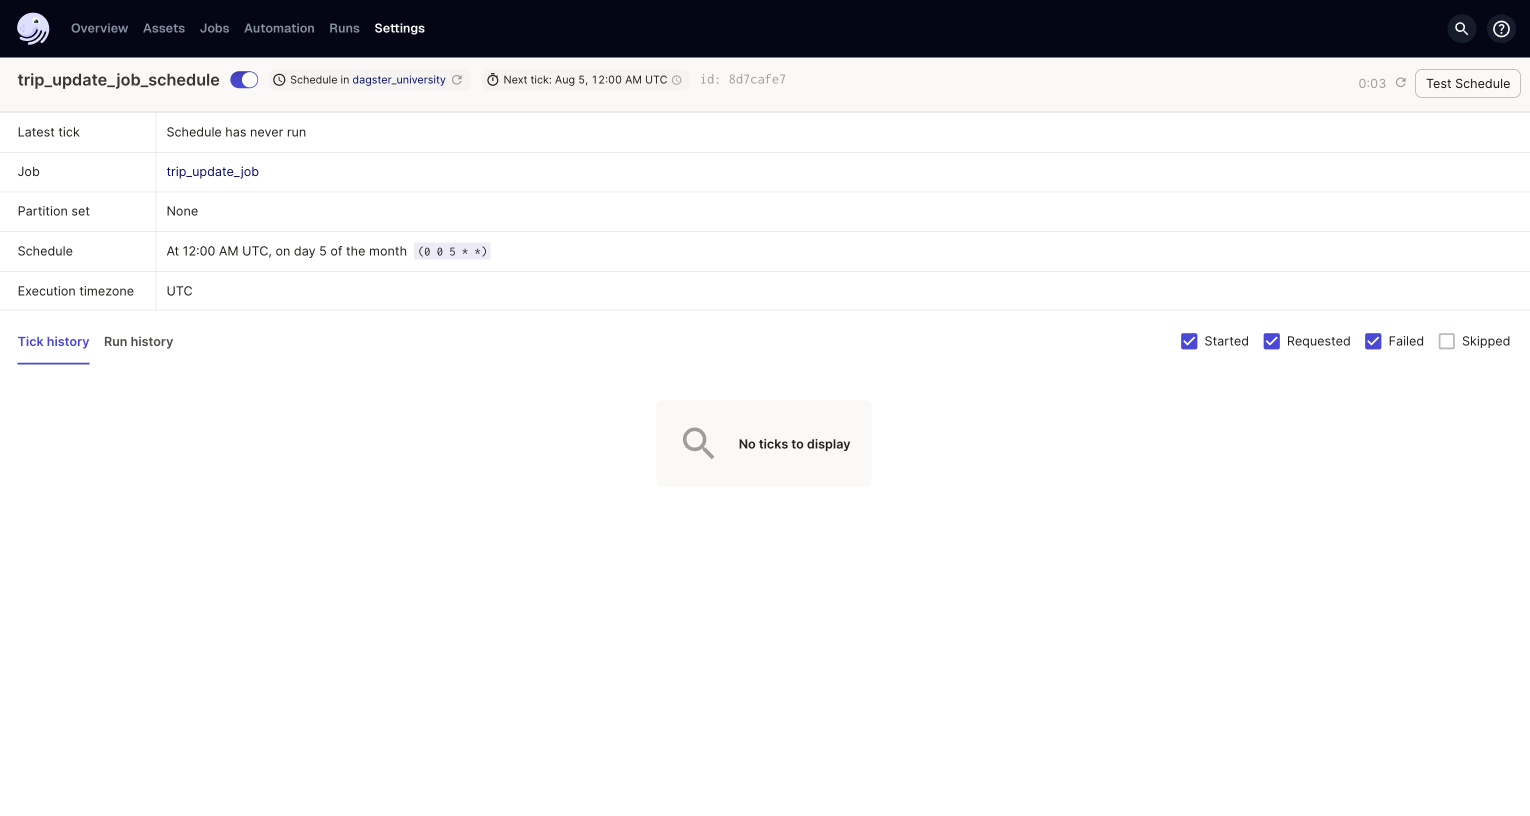 Overview Assets Jobs Automation Runs Settings
trip_update_job_schedule Schedule in dagster_university Next tick: Aug 5, 12:00 AM UTC id: 8d7cafe7 0:03 Test Schedule
Latest tick Schedule has never run
Job trip_update_job
Partition set None
Schedule At 12:00 AM UTC, on day 5 of the month (0 0 5 * *)
Execution timezone UTC
Tick history Run history Started Requested Failed Skipped
No ticks to display